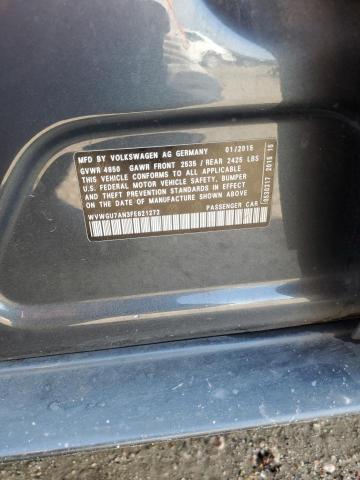 MFD BY VOLKSWAGEN AG GERMANY 01/2015
GVWR 4850 GAWR FRONT 2535 / REAR 2425 LBS
THIS VEHICLE CONFORMS TO ALL APPLICABLE
U.S. FEDERAL MOTOR VEHICLE SAFETY, BUMPER
AND THEFT PREVENTION STANDARDS IN EFFECT
ON THE DATE OF MANUFACTURE SHOWN ABOVE
WVWGU7AN3FE821272 PASSENGER CAR